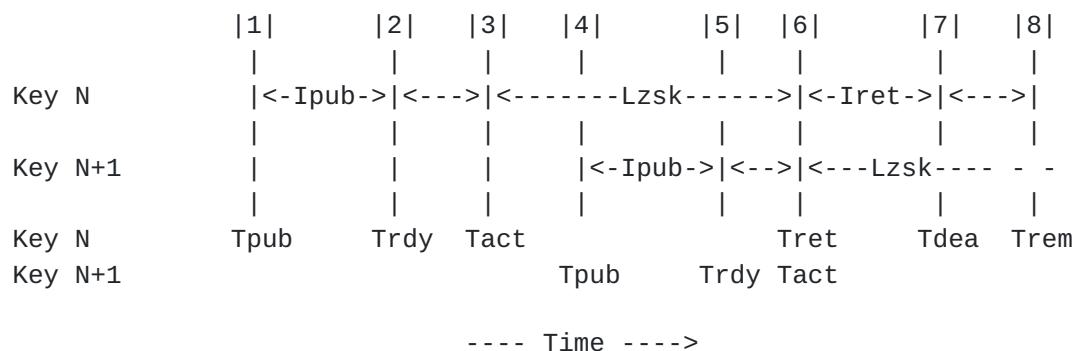 |1|      |2|   |3|   |4|      |5|  |6|      |7|   |8|
               |        |     |     |        |    |        |     |
Key N          |<-Ipub->|<--->|<-------Lzsk------>|<-Iret->|<--->|
               |        |     |     |        |    |        |     |
Key N+1        |        |     |     |<-Ipub->|<-->|<---Lzsk---- - -
               |        |     |     |        |    |        |     |
Key N         Tpub     Trdy  Tact                Tret     Tdea  Trem
Key N+1                            Tpub     Trdy Tact
                             ---- Time ---->